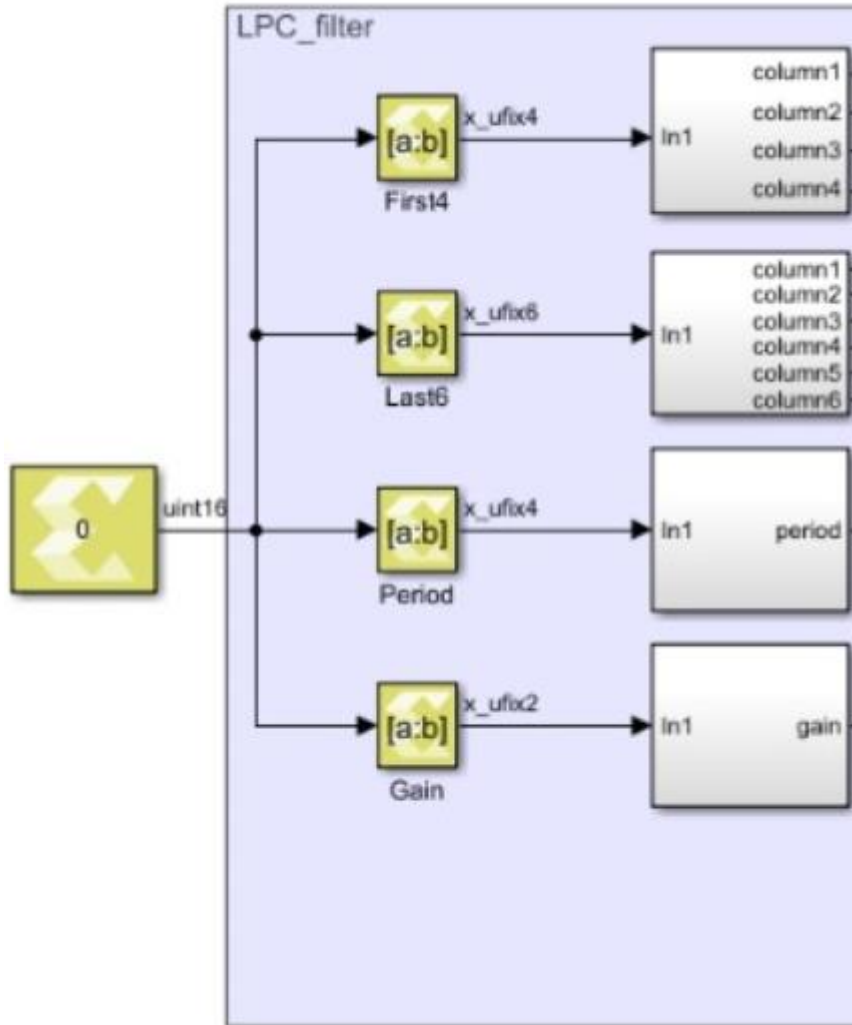 LPC_filter
[a:b]
x_ufix4
First4
In1
column1
column2
column3
column4
[a:b]
x_ufix6
Last6
In1
column1
column2
column3
column4
column5
column6
0
uint16
[a:b]
x_ufix4
Period
In1
period
[a:b]
x_ufix2
Gain
In1
gain